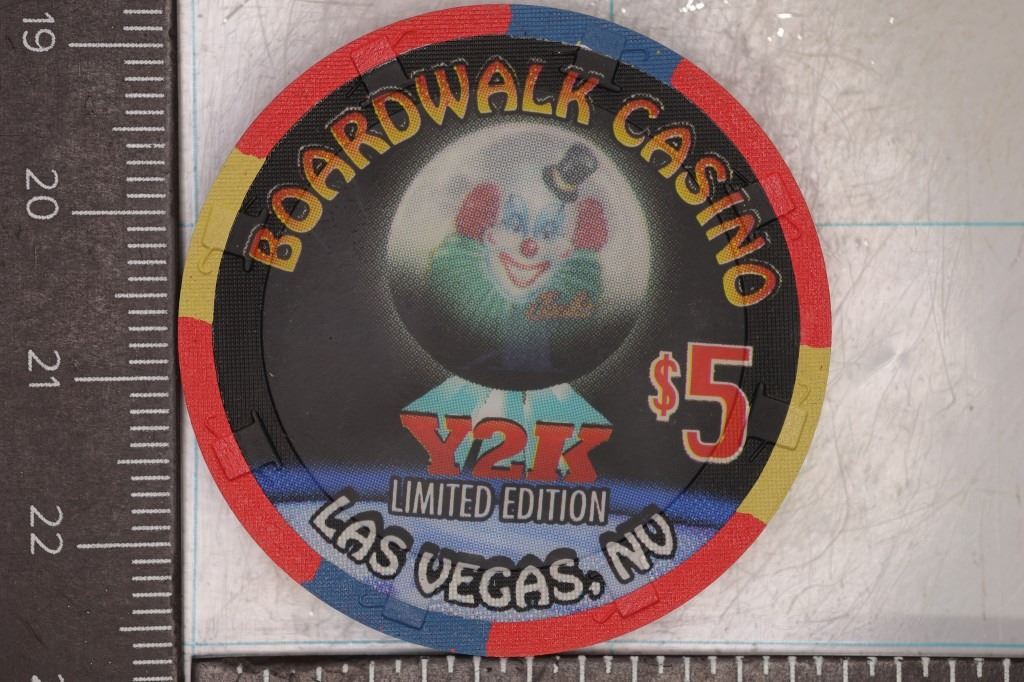 BOARDWALK CASINO
$5
Y2K
LIMITED EDITION
LAS VEGAS, NV
19
20
21
22